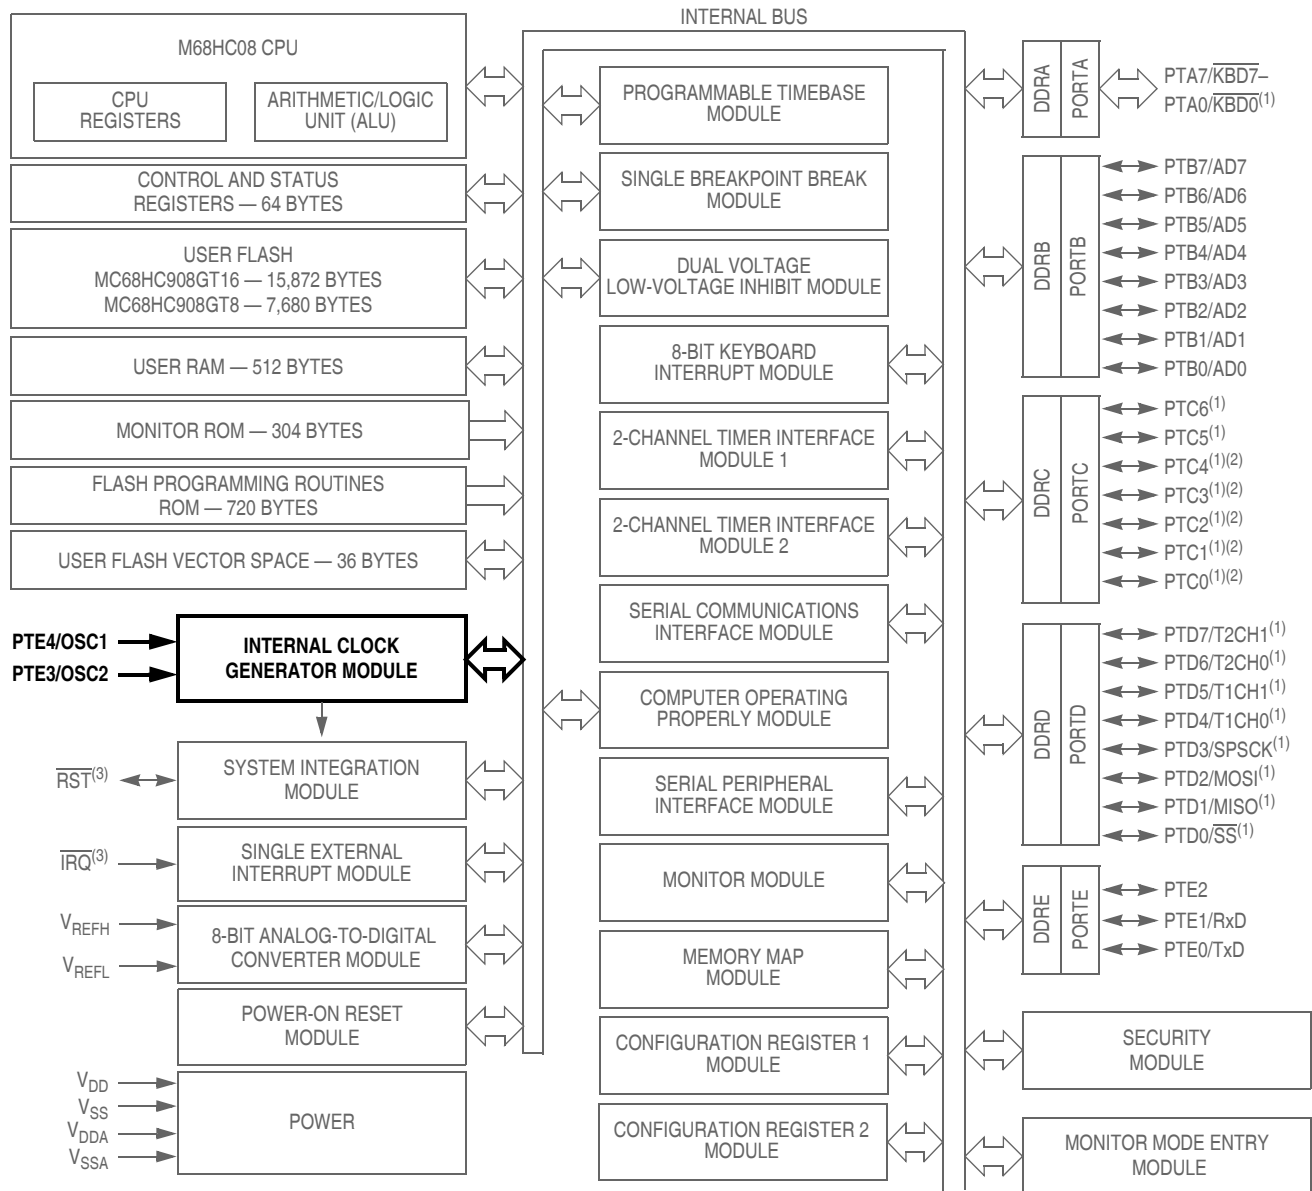 INTERNAL BUS
M68HC08 CPU
CPU
REGISTERS
ARITHMETIC/LOGIC
UNIT (ALU)
CONTROL AND STATUS
REGISTERS — 64 BYTES
USER FLASH
MC68HC908GT16 — 15,872 BYTES
MC68HC908GT8 — 7,680 BYTES
USER RAM — 512 BYTES
MONITOR ROM — 304 BYTES
FLASH PROGRAMMING ROUTINES
ROM — 720 BYTES
USER FLASH VECTOR SPACE — 36 BYTES
PTE4/OSC1
PTE3/OSC2
INTERNAL CLOCK
GENERATOR MODULE
RST(3)
SYSTEM INTEGRATION
MODULE
IRQ(3)
SINGLE EXTERNAL
INTERRUPT MODULE
VREFH
VREFL
8-BIT ANALOG-TO-DIGITAL
CONVERTER MODULE
POWER-ON RESET
MODULE
VDD
VSS
VDDA
VSSA
POWER
PROGRAMMABLE TIMEBASE
MODULE
SINGLE BREAKPOINT BREAK
MODULE
DUAL VOLTAGE
LOW-VOLTAGE INHIBIT MODULE
8-BIT KEYBOARD
INTERRUPT MODULE
2-CHANNEL TIMER INTERFACE
MODULE 1
2-CHANNEL TIMER INTERFACE
MODULE 2
SERIAL COMMUNICATIONS
INTERFACE MODULE
COMPUTER OPERATING
PROPERLY MODULE
SERIAL PERIPHERAL
INTERFACE MODULE
MONITOR MODULE
MEMORY MAP
MODULE
CONFIGURATION REGISTER 1
MODULE
CONFIGURATION REGISTER 2
MODULE
DDRA
PORTA
PTA7/KBD7–
PTA0/KBD0(1)
DDRB
PORTB
PTB7/AD7
PTB6/AD6
PTB5/AD5
PTB4/AD4
PTB3/AD3
PTB2/AD2
PTB1/AD1
PTB0/AD0
DDRC
PORTC
PTC6(1)
PTC5(1)
PTC4(1)(2)
PTC3(1)(2)
PTC2(1)(2)
PTC1(1)(2)
PTC0(1)(2)
DDRD
PORTD
PTD7/T2CH1(1)
PTD6/T2CH0(1)
PTD5/T1CH1(1)
PTD4/T1CH0(1)
PTD3/SPSCK(1)
PTD2/MOSI(1)
PTD1/MISO(1)
PTD0/SS(1)
DDRE
PORTE
PTE2
PTE1/RxD
PTE0/TxD
SECURITY
MODULE
MONITOR MODE ENTRY
MODULE